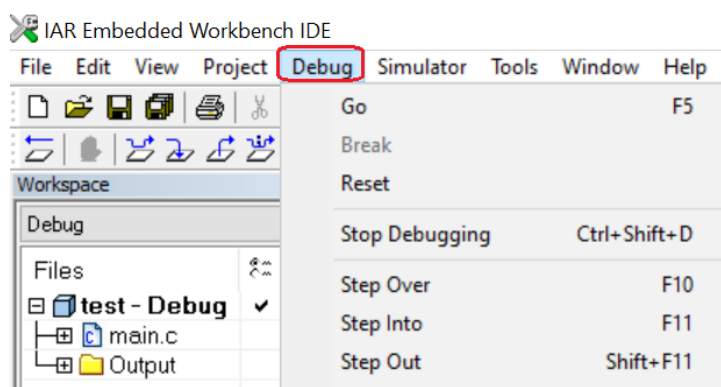 IAR Embedded Workbench IDE
File Edit View Project Debug Simulator Tools Window Help
Go F5
Break
Reset
Workspace
Debug
Stop Debugging Ctrl+Shift+D
Files
Step Over F10
test - Debug
Step Into F11
main.c
Step Out Shift+F11
Output